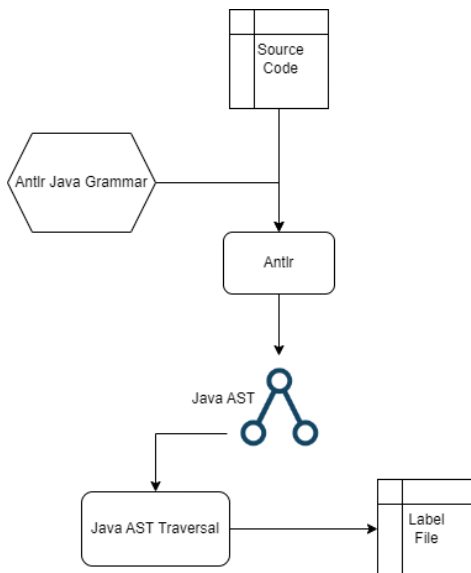 Source
Code
Antlr Java Grammar
Antlr
Java AST
Java AST Traversal
Label
File